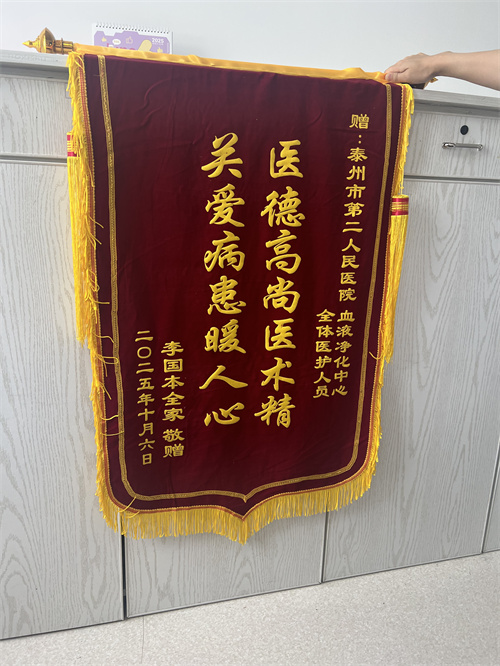 赠：泰州市第二人民医院
血液净化中心
全体医护人员
医德高尚医术精
关爱病患暖人心
李国本全家 敬赠
二〇二五年十月六日